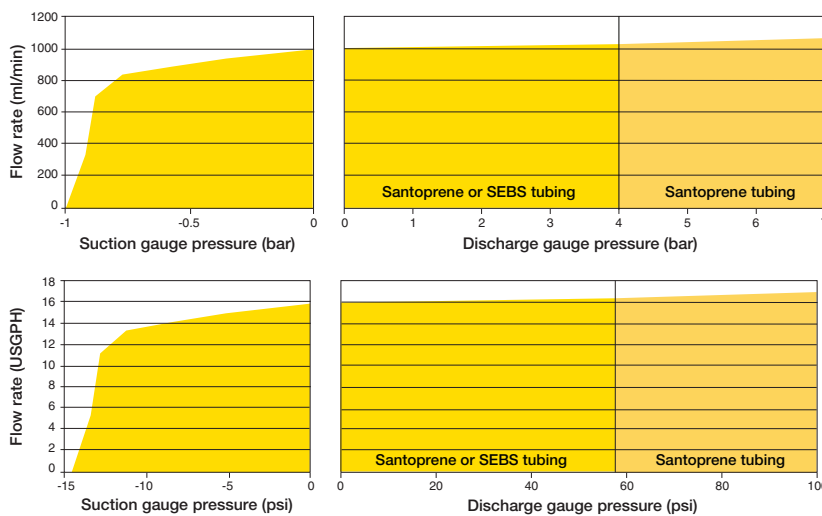 1200
1000
800
600
400
200
0
Flow rate (ml/min)
-1 -0.5 0
Suction gauge pressure (bar)
Santoprene or SEBS tubing Santoprene tubing
0 1 2 3 4 5 6
Discharge gauge pressure (bar)
18
16
14
12
10
8
6
4
2
0
Flow rate (USGPH)
-15 -10 -5 0
Suction gauge pressure (psi)
Santoprene or SEBS tubing Santoprene tubing
0 20 40 60 80 100
Discharge gauge pressure (psi)